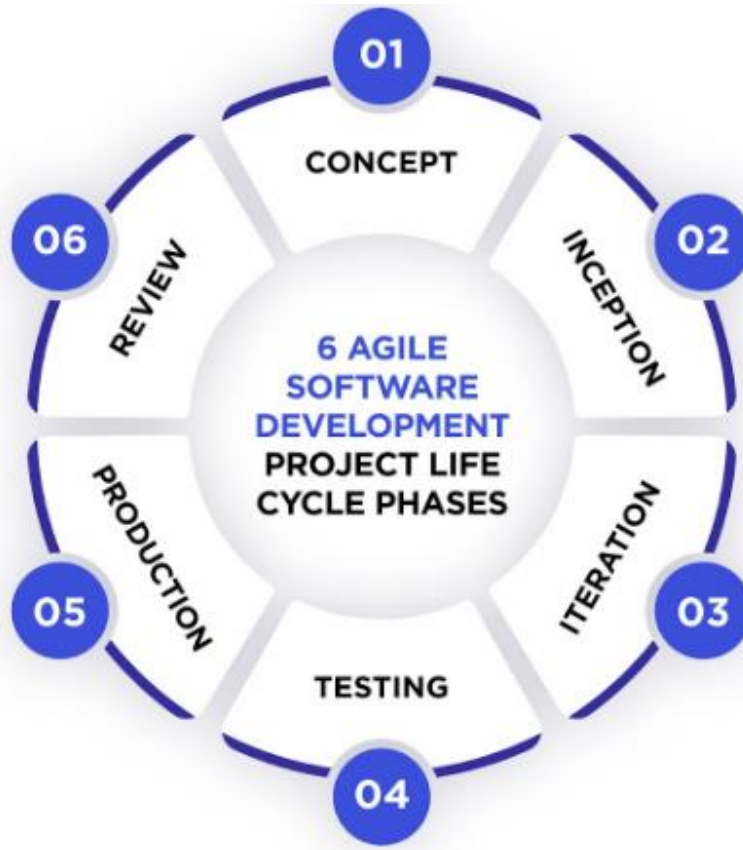 01
CONCEPT
02
INCEPTION
03
ITERATION
04
TESTING
05
PRODUCTION
06
REVIEW
6 AGILE
SOFTWARE
DEVELOPMENT
PROJECT LIFE
CYCLE PHASES